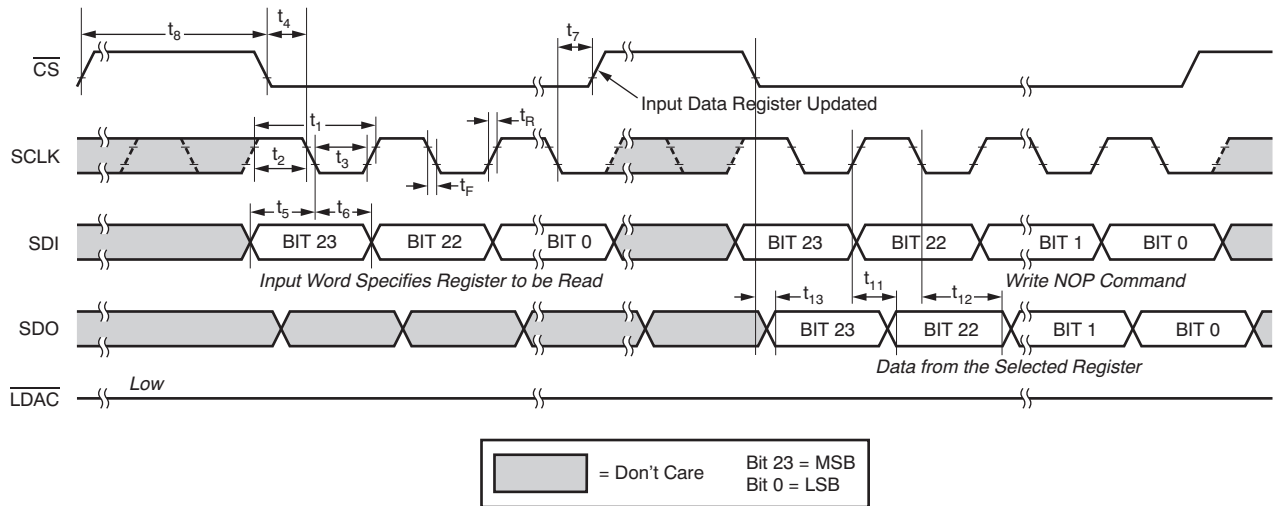 t8
t4
t7
CS
Input Data Register Updated
t1
tR
SCLK
t2
t3
tF
t5
t6
SDI
BIT 23
BIT 22
BIT 0
BIT 23
BIT 22
BIT 1
BIT 0
Input Word Specifies Register to be Read
Write NOP Command
t13
t11
t12
SDO
BIT 23
BIT 22
BIT 1
BIT 0
Data from the Selected Register
Low
LDAC
= Don't Care
Bit 23 = MSB
Bit 0 = LSB